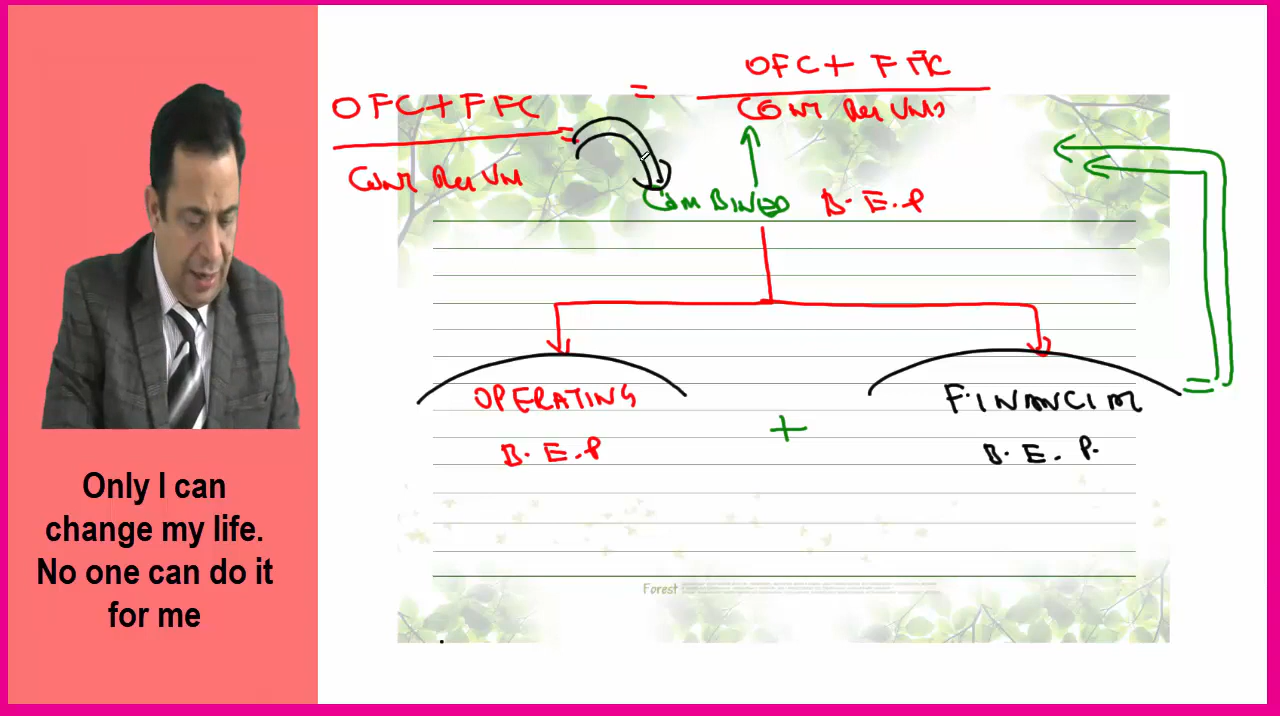 OFC + FFC
=
OFC + FFC
Cont Per Unit
=
Cont Per Unit
COMBINED B.E.P
OPERATING
+
FINANCIAL
B.E.P
B.E.P.
Forest
Only I can
change my life.
No one can do it
for me